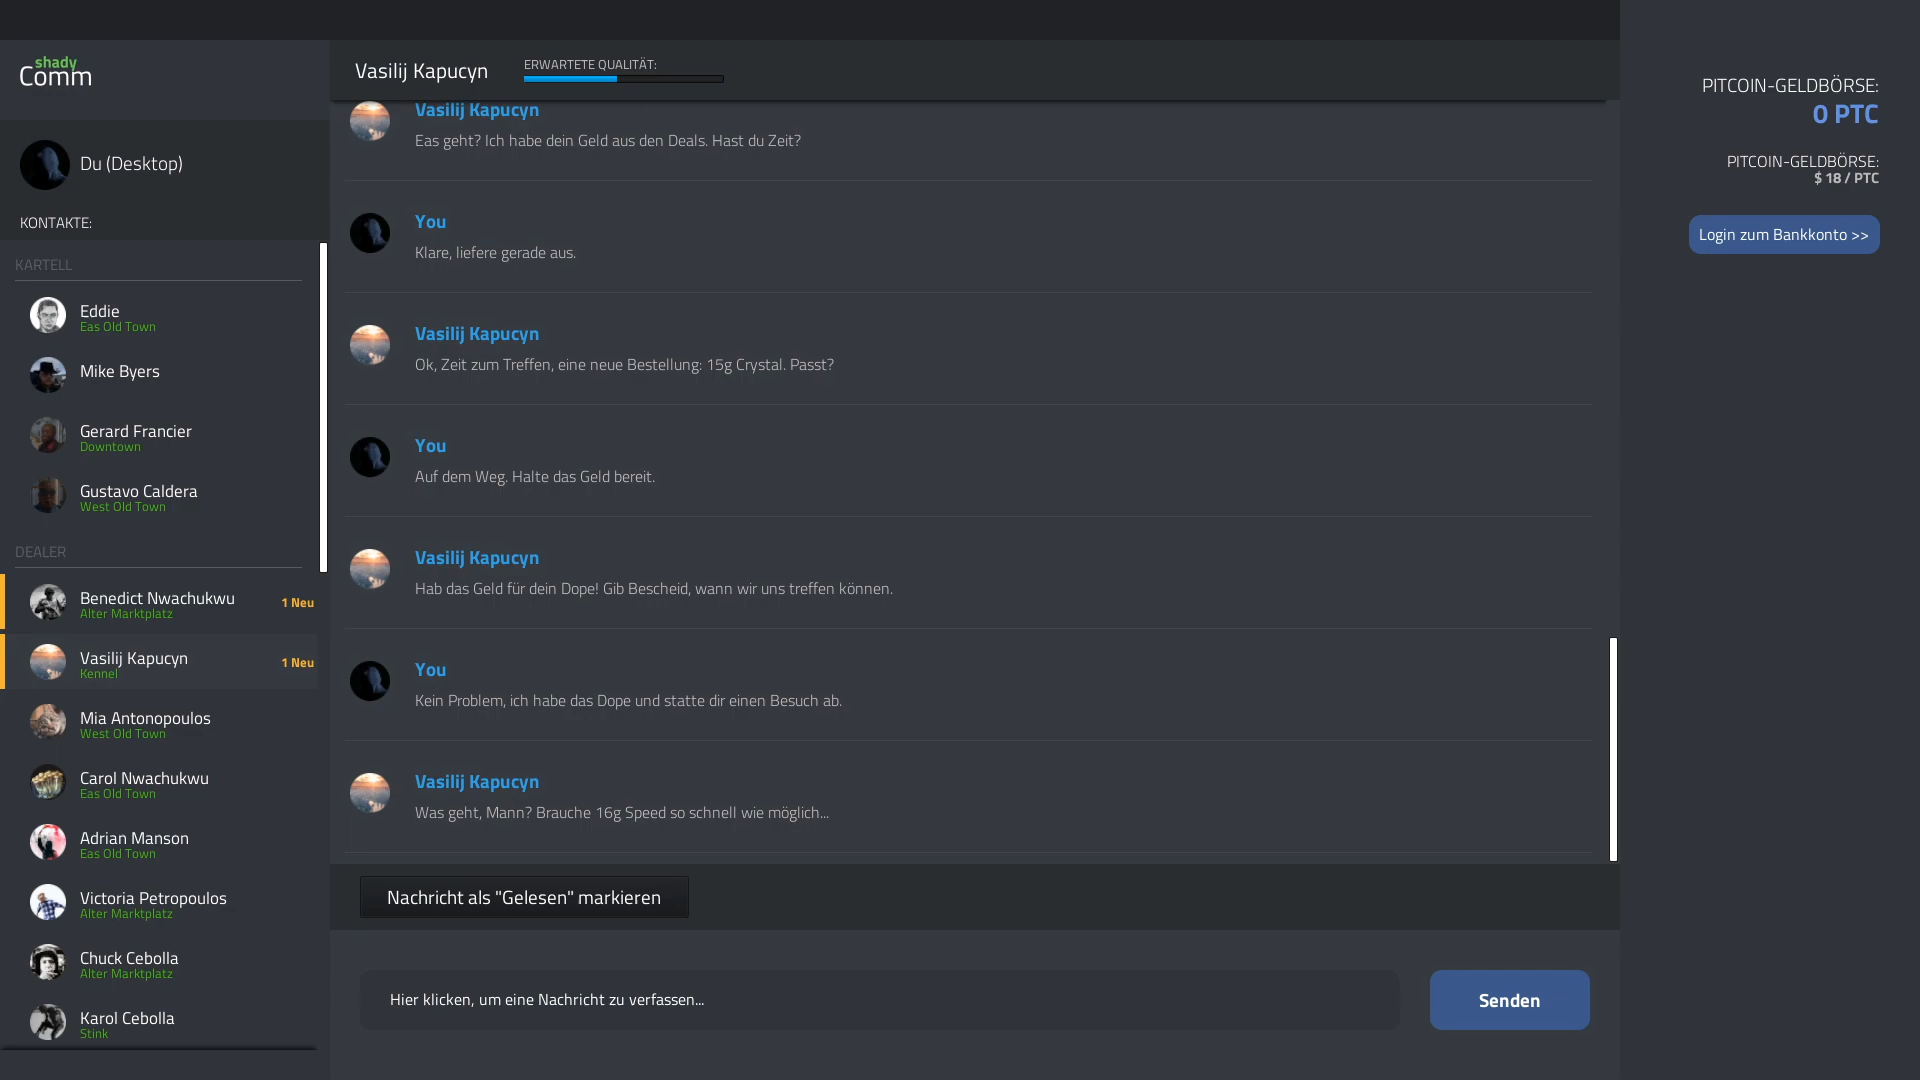 shady
Comm
Du (Desktop)
KONTAKTE:
KARTELL
Eddie
Eas Old Town
Mike Byers
Gerard Francier
Downtown
Gustavo Caldera
West Old Town
DEALER
Benedict Nwachukwu
Alter Marktplatz
1 Neu
Vasilij Kapucyn
Kennel
1 Neu
Mia Antonopoulos
West Old Town
Carol Nwachukwu
Eas Old Town
Adrian Manson
Eas Old Town
Victoria Petropoulos
Alter Marktplatz
Chuck Cebolla
Alter Marktplatz
Karol Cebolla
Stink
Vasilij Kapucyn
ERWARTETE QUALITÄT:
Vasilij Kapucyn
Eas geht? Ich habe dein Geld aus den Deals. Hast du Zeit?
You
Klare, liefere gerade aus.
Vasilij Kapucyn
Ok, Zeit zum Treffen, eine neue Bestellung: 15g Crystal. Passt?
You
Auf dem Weg. Halte das Geld bereit.
Vasilij Kapucyn
Hab das Geld für dein Dope! Gib Bescheid, wann wir uns treffen können.
You
Kein Problem, ich habe das Dope und statte dir einen Besuch ab.
Vasilij Kapucyn
Was geht, Mann? Brauche 16g Speed so schnell wie möglich...
Nachricht als "Gelesen" markieren
Hier klicken, um eine Nachricht zu verfassen...
Senden
PITCOIN-GELDBÖRSE:
0 PTC
PITCOIN-GELDBÖRSE:
$ 18 / PTC
Login zum Bankkonto >>